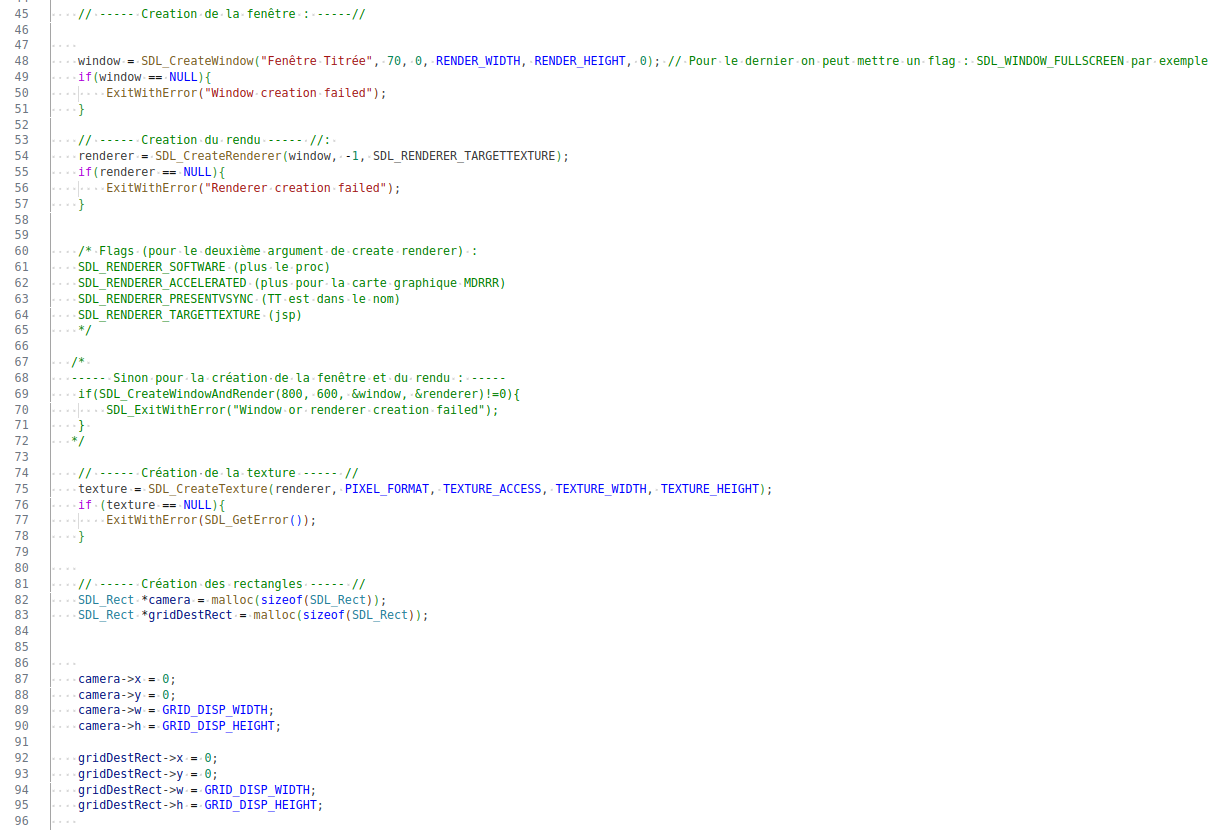 45 // ----- Creation de la fenêtre : -----//
46
47
48 window = SDL_CreateWindow("Fenêtre Titrée", 70, 0, RENDER_WIDTH, RENDER_HEIGHT, 0); // Pour le dernier on peut mettre un flag : SDL_WINDOW_FULLSCREEN par exemple
49 if(window == NULL){
50 ExitWithError("Window creation failed");
51 }
52
53 // ----- Creation du rendu ----- //:
54 renderer = SDL_CreateRenderer(window, -1, SDL_RENDERER_TARGETTEXTURE);
55 if(renderer == NULL){
56 ExitWithError("Renderer creation failed");
57 }
58
59
60 /* Flags (pour le deuxième argument de create renderer) :
61 SDL_RENDERER_SOFTWARE (plus le proc)
62 SDL_RENDERER_ACCELERATED (plus pour la carte graphique MDRRR)
63 SDL_RENDERER_PRESENTVSYNC (TT est dans le nom)
64 SDL_RENDERER_TARGETTEXTURE (jsp)
65 */
66
67 /*
68 ----- Sinon pour la création de la fenêtre et du rendu : -----
69 if(SDL_CreateWindowAndRender(800, 600, &window, &renderer)!=0){
70 SDL_ExitWithError("Window or renderer creation failed");
71 }
72 */
73
74 // ----- Création de la texture ----- //
75 texture = SDL_CreateTexture(renderer, PIXEL_FORMAT, TEXTURE_ACCESS, TEXTURE_WIDTH, TEXTURE_HEIGHT);
76 if (texture == NULL){
77 ExitWithError(SDL_GetError());
78 }
79
80
81 // ----- Création des rectangles ----- //
82 SDL_Rect *camera = malloc(sizeof(SDL_Rect));
83 SDL_Rect *gridDestRect = malloc(sizeof(SDL_Rect));
84
85
86
87 camera->x = 0;
88 camera->y = 0;
89 camera->w = GRID_DISP_WIDTH;
90 camera->h = GRID_DISP_HEIGHT;
91
92 gridDestRect->x = 0;
93 gridDestRect->y = 0;
94 gridDestRect->w = GRID_DISP_WIDTH;
95 gridDestRect->h = GRID_DISP_HEIGHT;
96